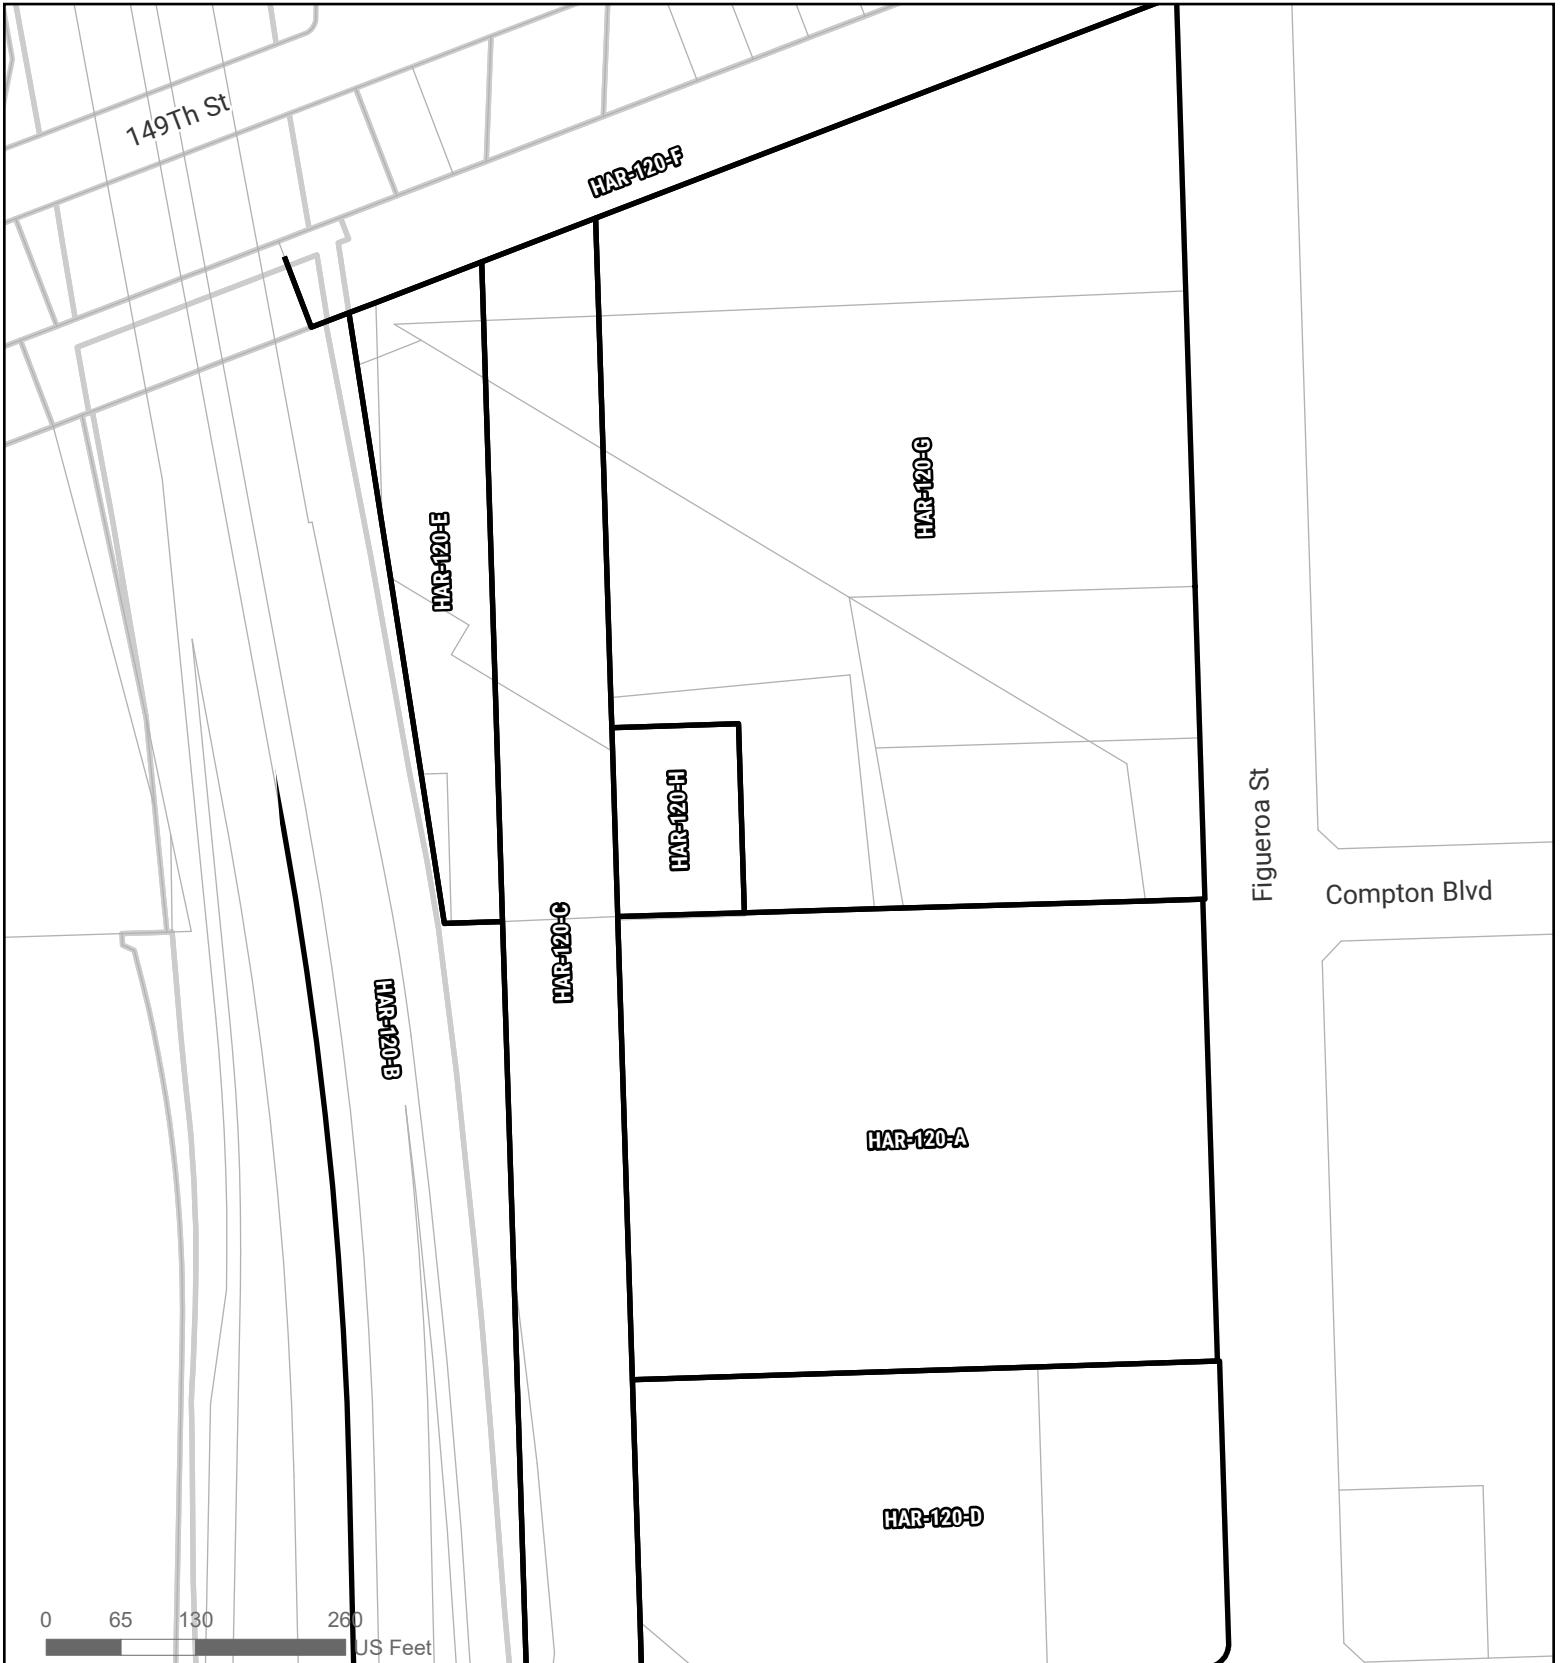 149Th St
HAR-120-F
HAR-120-G
HAR-120-E
HAR-120-H
Figueroa St
Compton Blvd
HAR-120-C
HAR-120-B
HAR-120-A
HAR-120-D
0 65 130 260
US Feet